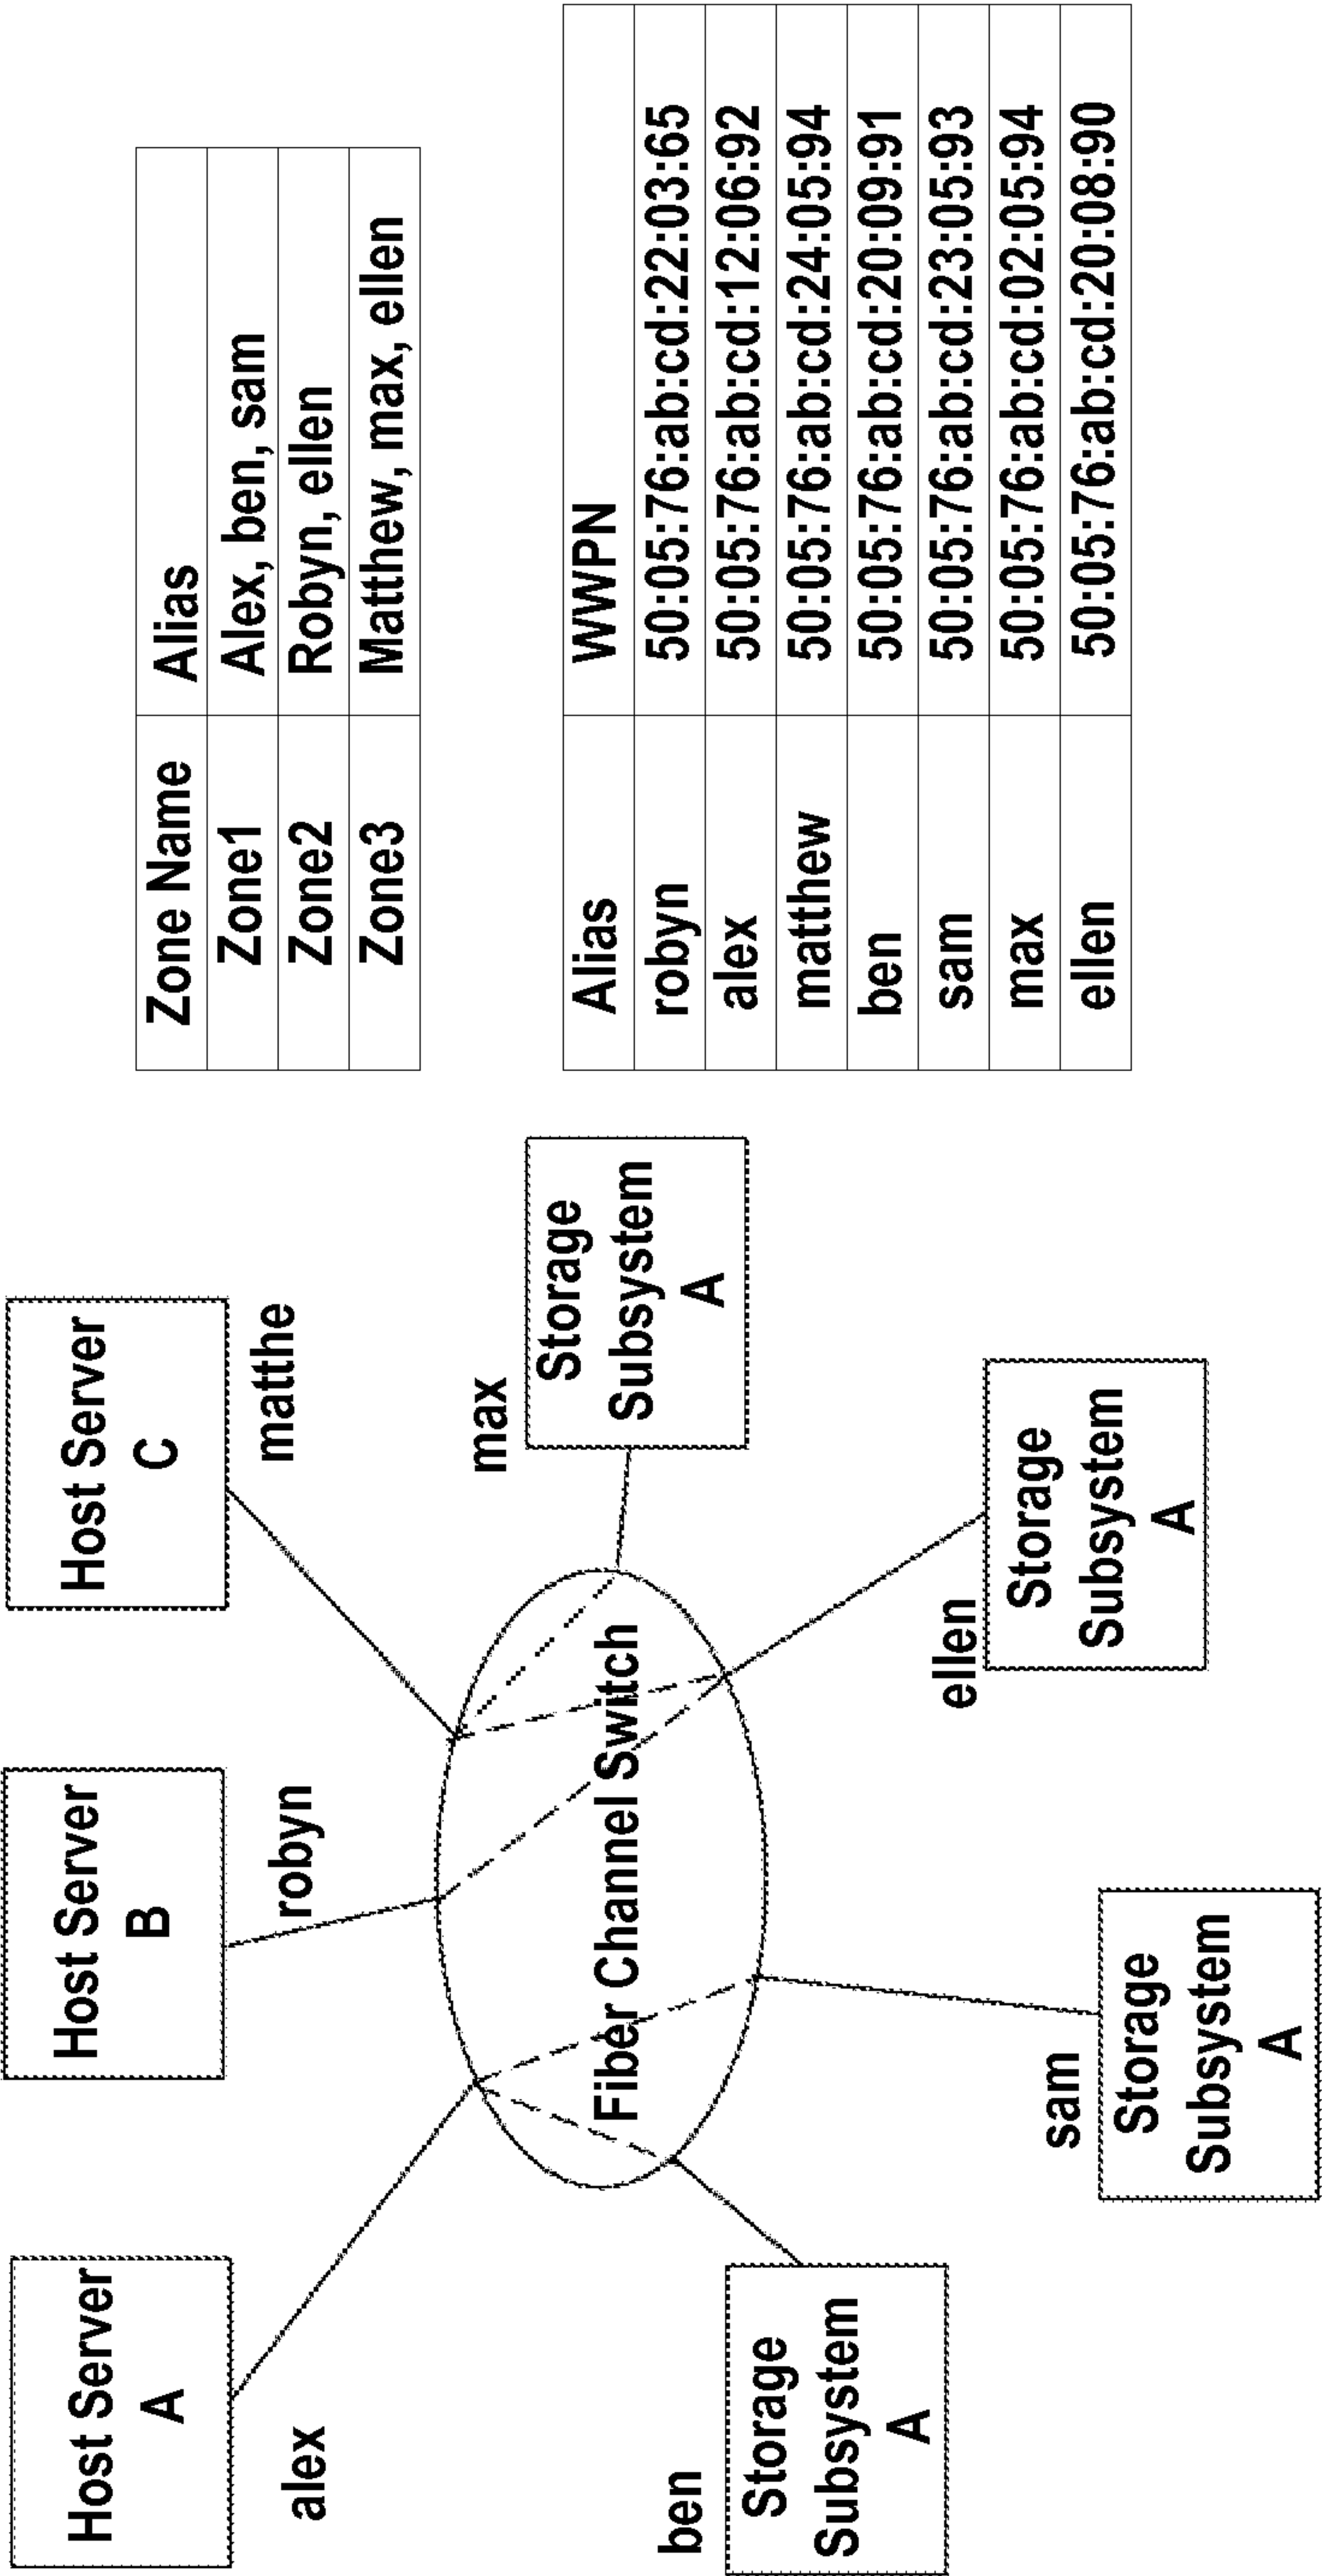 Host Server
A
Host Server
B
Host Server
C
alex
robyn
matthe
Fiber Channel Switch
max
Storage
Subsystem
A
ben
Storage
Subsystem
A
sam
Storage
Subsystem
A
ellen
Storage
Subsystem
A
Zone Name Alias
Zone1 Alex, ben, sam
Zone2 Robyn, ellen
Zone3 Matthew, max, ellen
Alias WWPN
robyn 50:05:76:ab:cd:22:03:65
alex 50:05:76:ab:cd:12:06:92
matthew 50:05:76:ab:cd:24:05:94
ben 50:05:76:ab:cd:20:09:91
sam 50:05:76:ab:cd:23:05:93
max 50:05:76:ab:cd:02:05:94
ellen 50:05:76:ab:cd:20:08:90